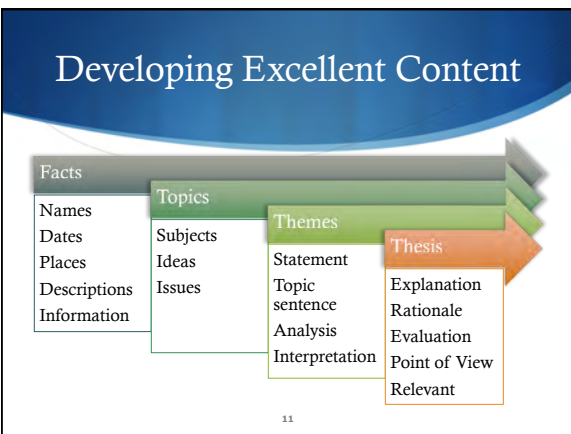 Developing Excellent Content
Facts
Names
Dates
Places
Descriptions
Information
Topics
Subjects
Ideas
Issues
Themes
Statement
Topic
sentence
Analysis
Interpretation
Thesis
Explanation
Rationale
Evaluation
Point of View
Relevant
11